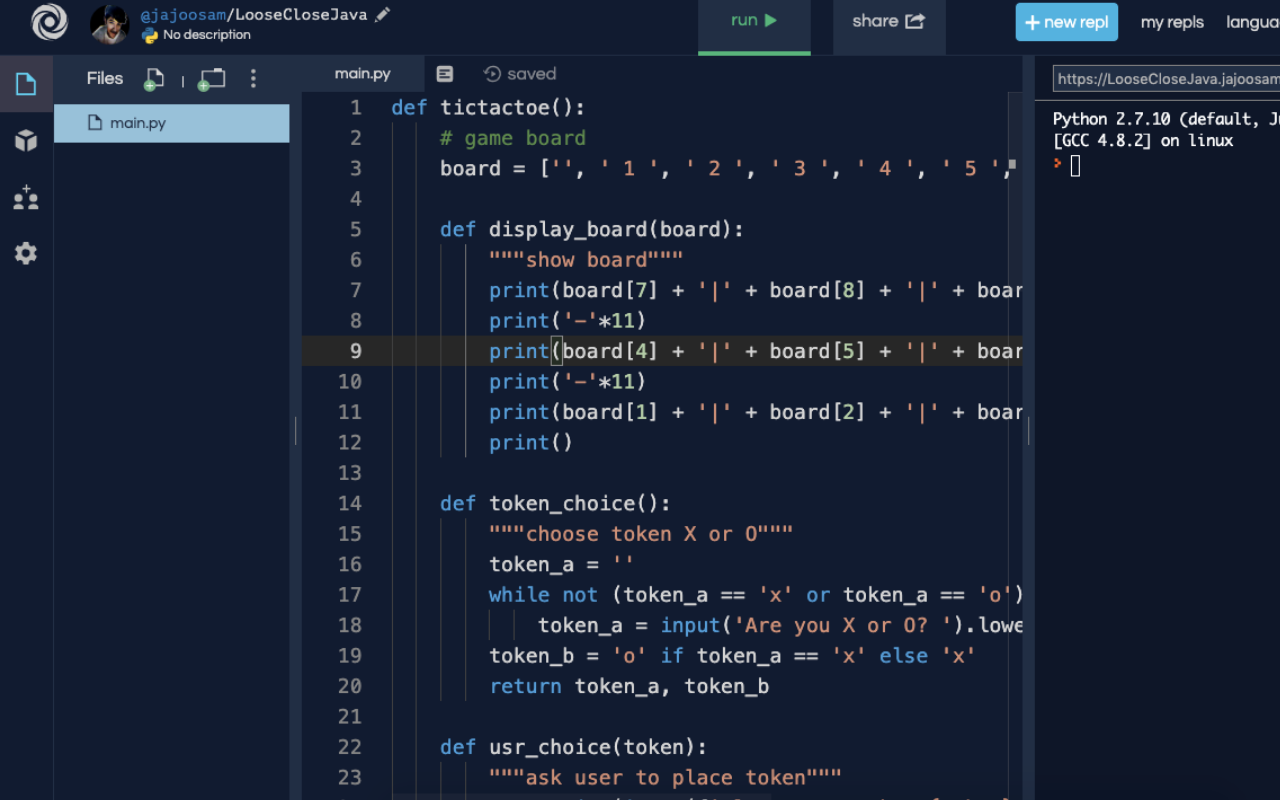 @jajoosam/LooseCloseJava
No description
run
share
+ new repl
my repls
Files
main.py
saved
https://LooseCloseJava.jajoosam
main.py
Python 2.7.10 (default,
[GCC 4.8.2] on linux
1 def tictactoe():
2 # game board
3 board = ['', ' 1 ', ' 2 ', ' 3 ', ' 4 ', ' 5 ',
4
5 def display_board(board):
6 """show board"""
7 print(board[7] + '|' + board[8] + '|' + boar
8 print('-'*11)
9 print(board[4] + '|' + board[5] + '|' + boar
10 print('-'*11)
11 print(board[1] + '|' + board[2] + '|' + boar
12 print()
13
14 def token_choice():
15 """choose token X or O"""
16 token_a = ''
17 while not (token_a == 'x' or token_a == 'o')
18 token_a = input('Are you X or O? ').lowe
19 token_b = 'o' if token_a == 'x' else 'x'
20 return token_a, token_b
21
22 def usr_choice(token):
23 """ask user to place token"""